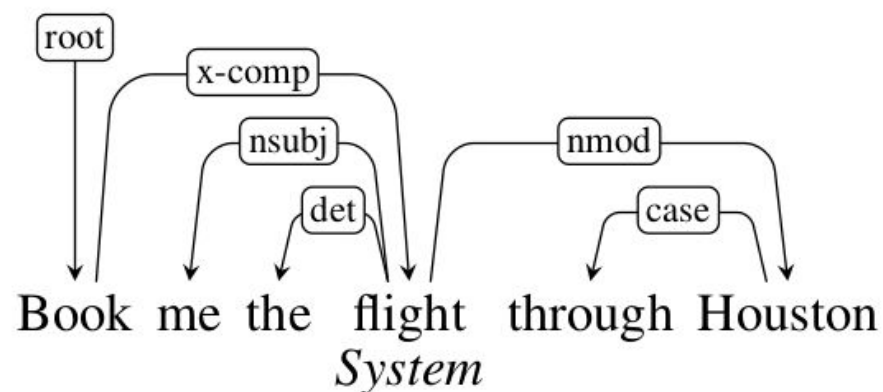 root
x-comp
nsubj
nmod
det
case
Book me the flight through Houston
System